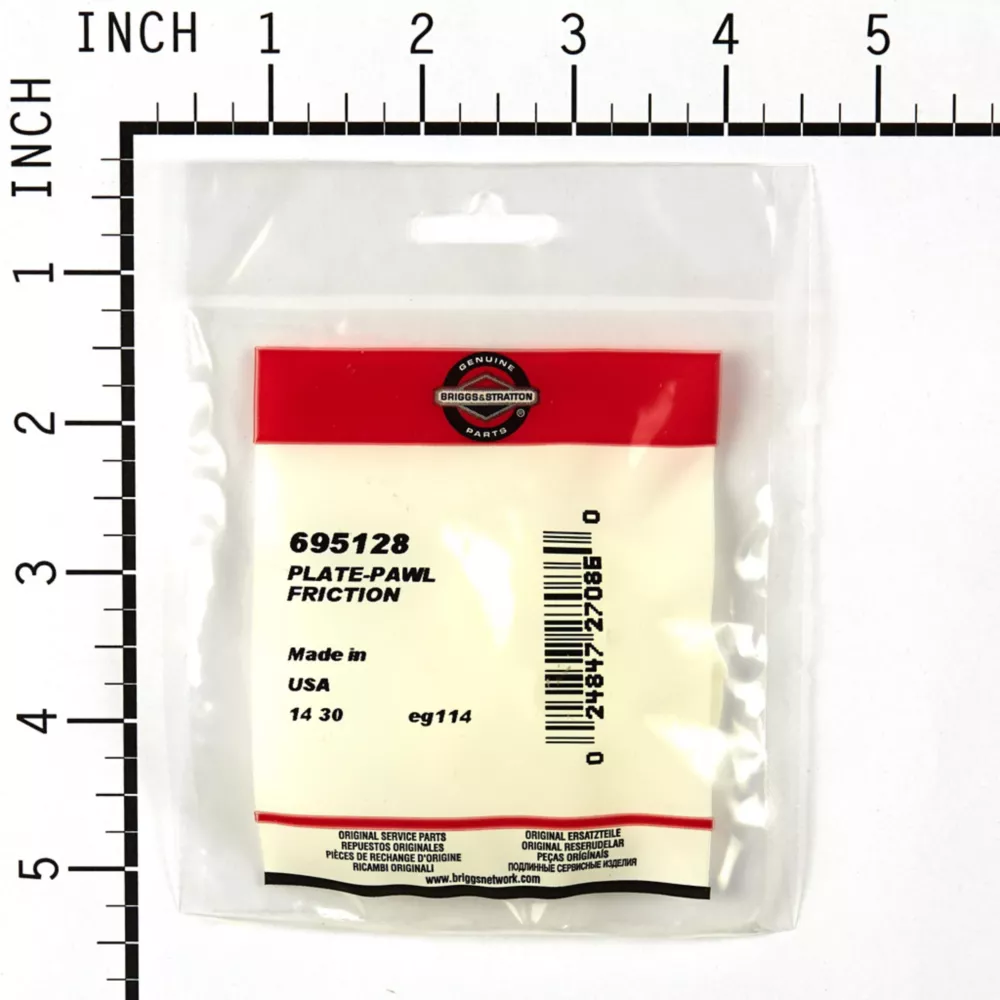 INCH 1 2 3 4 5
INCH 1 2 3 4 5
GENUINE
BRIGGS&STRATTON
®
PARTS
695128
PLATE-PAWL
FRICTION
Made in
USA
14 30 eg114
0 24847 27086 0
ORIGINAL SERVICE PARTS
REPUESTOS ORIGINALES
PIÈCES DE RECHANGE D'ORIGINE
RICAMBI ORIGINALI
ORIGINAL ERSATZTEILE
ORIGINAL RESERUDELAR
PEÇAS ORIGINAIS
ПОДЛИННЫЕ СЕРВИСНЫЕ ИЗДЕЛИЯ
www.briggsnetwork.com